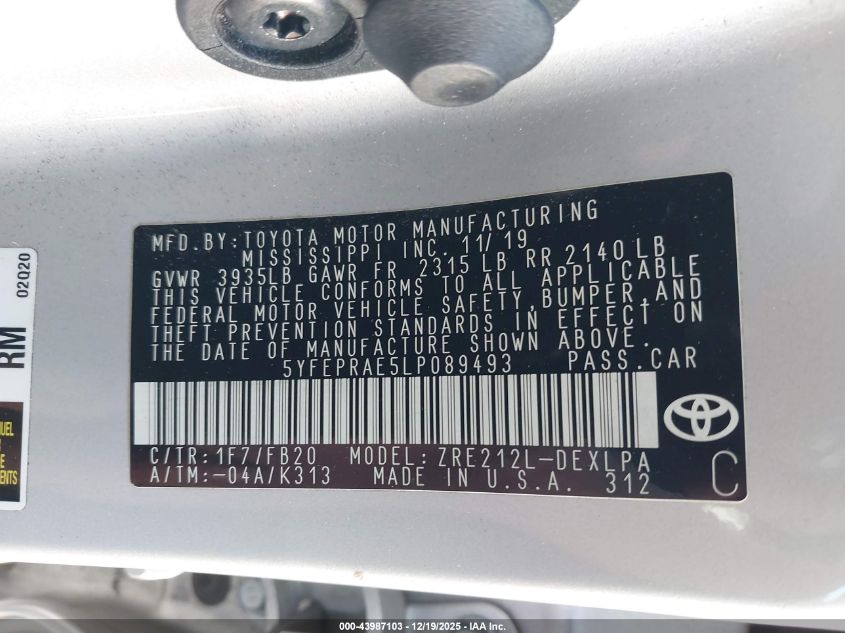 MFD.BY:TOYOTA MOTOR MANUFACTURING
MISSISSIPPI INC. 11/19
GVWR 3935LB GAWR FR 2315 LB RR 2140 LB
THIS VEHICLE CONFORMS TO ALL APPLICABLE
FEDERAL MOTOR VEHICLE SAFETY,BUMPER,AND
THEFT PREVENTION STANDARDS IN EFFECT ON
THE DATE OF MANUFACTURE SHOWN ABOVE.
5YFEPRAE5LP089493 PASS.CAR
C/TR:1F7/FB20 MODEL:ZRE212L-DEXLPA
A/TM:-04A/K313 MADE IN U.S.A. 312
C
02020
RM
000-43987103 - 12/19/2025 - IAA Inc.